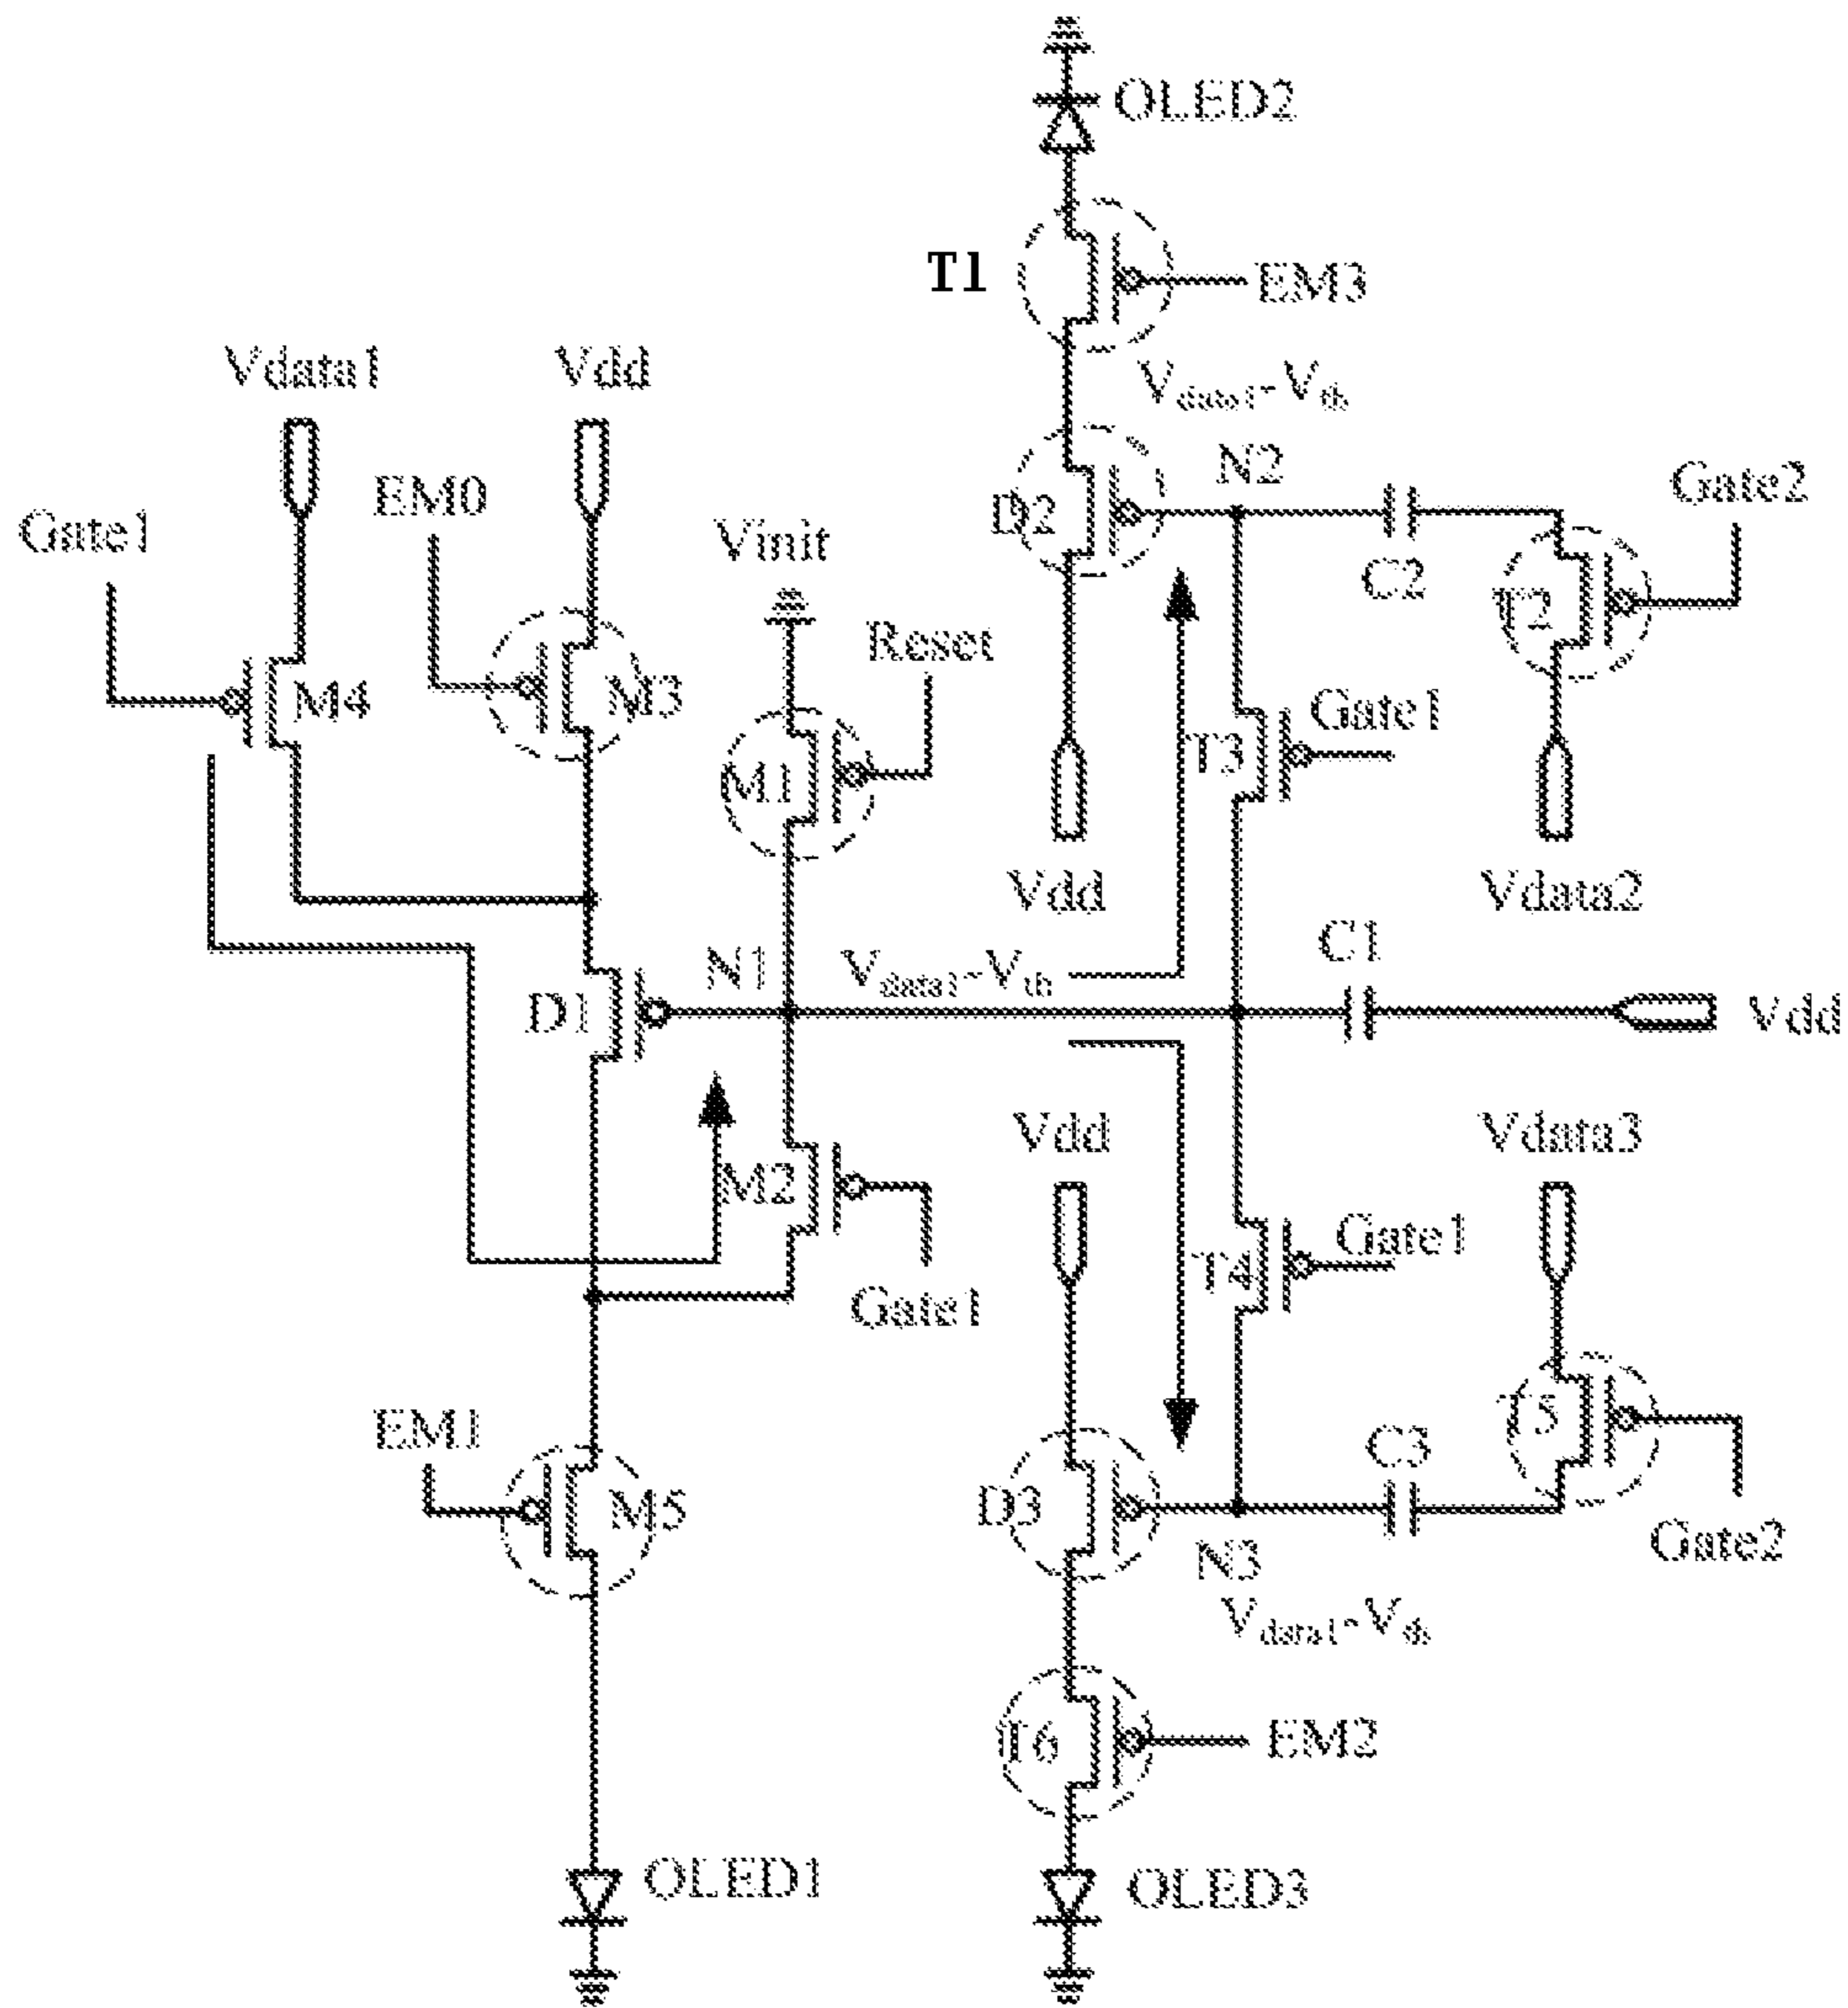 OLED2
T1
EM3
Vdata1
Vdd
Vdata1-Vth
N2
Gate2
EM0
Gate1
D2
Vinit
C2
T2
Reset
M4
M3
Gate1
T3
M1
Vdd
Vdata2
C1
N1
Vdata1-Vth
D1
Vdd
Vdd
Vdata3
M2
Gate1
T4
Gate1
EM1
T5
C3
M5
D3
N3
Gate2
Vdata1-Vth
T6
EM2
OLED1
OLED3